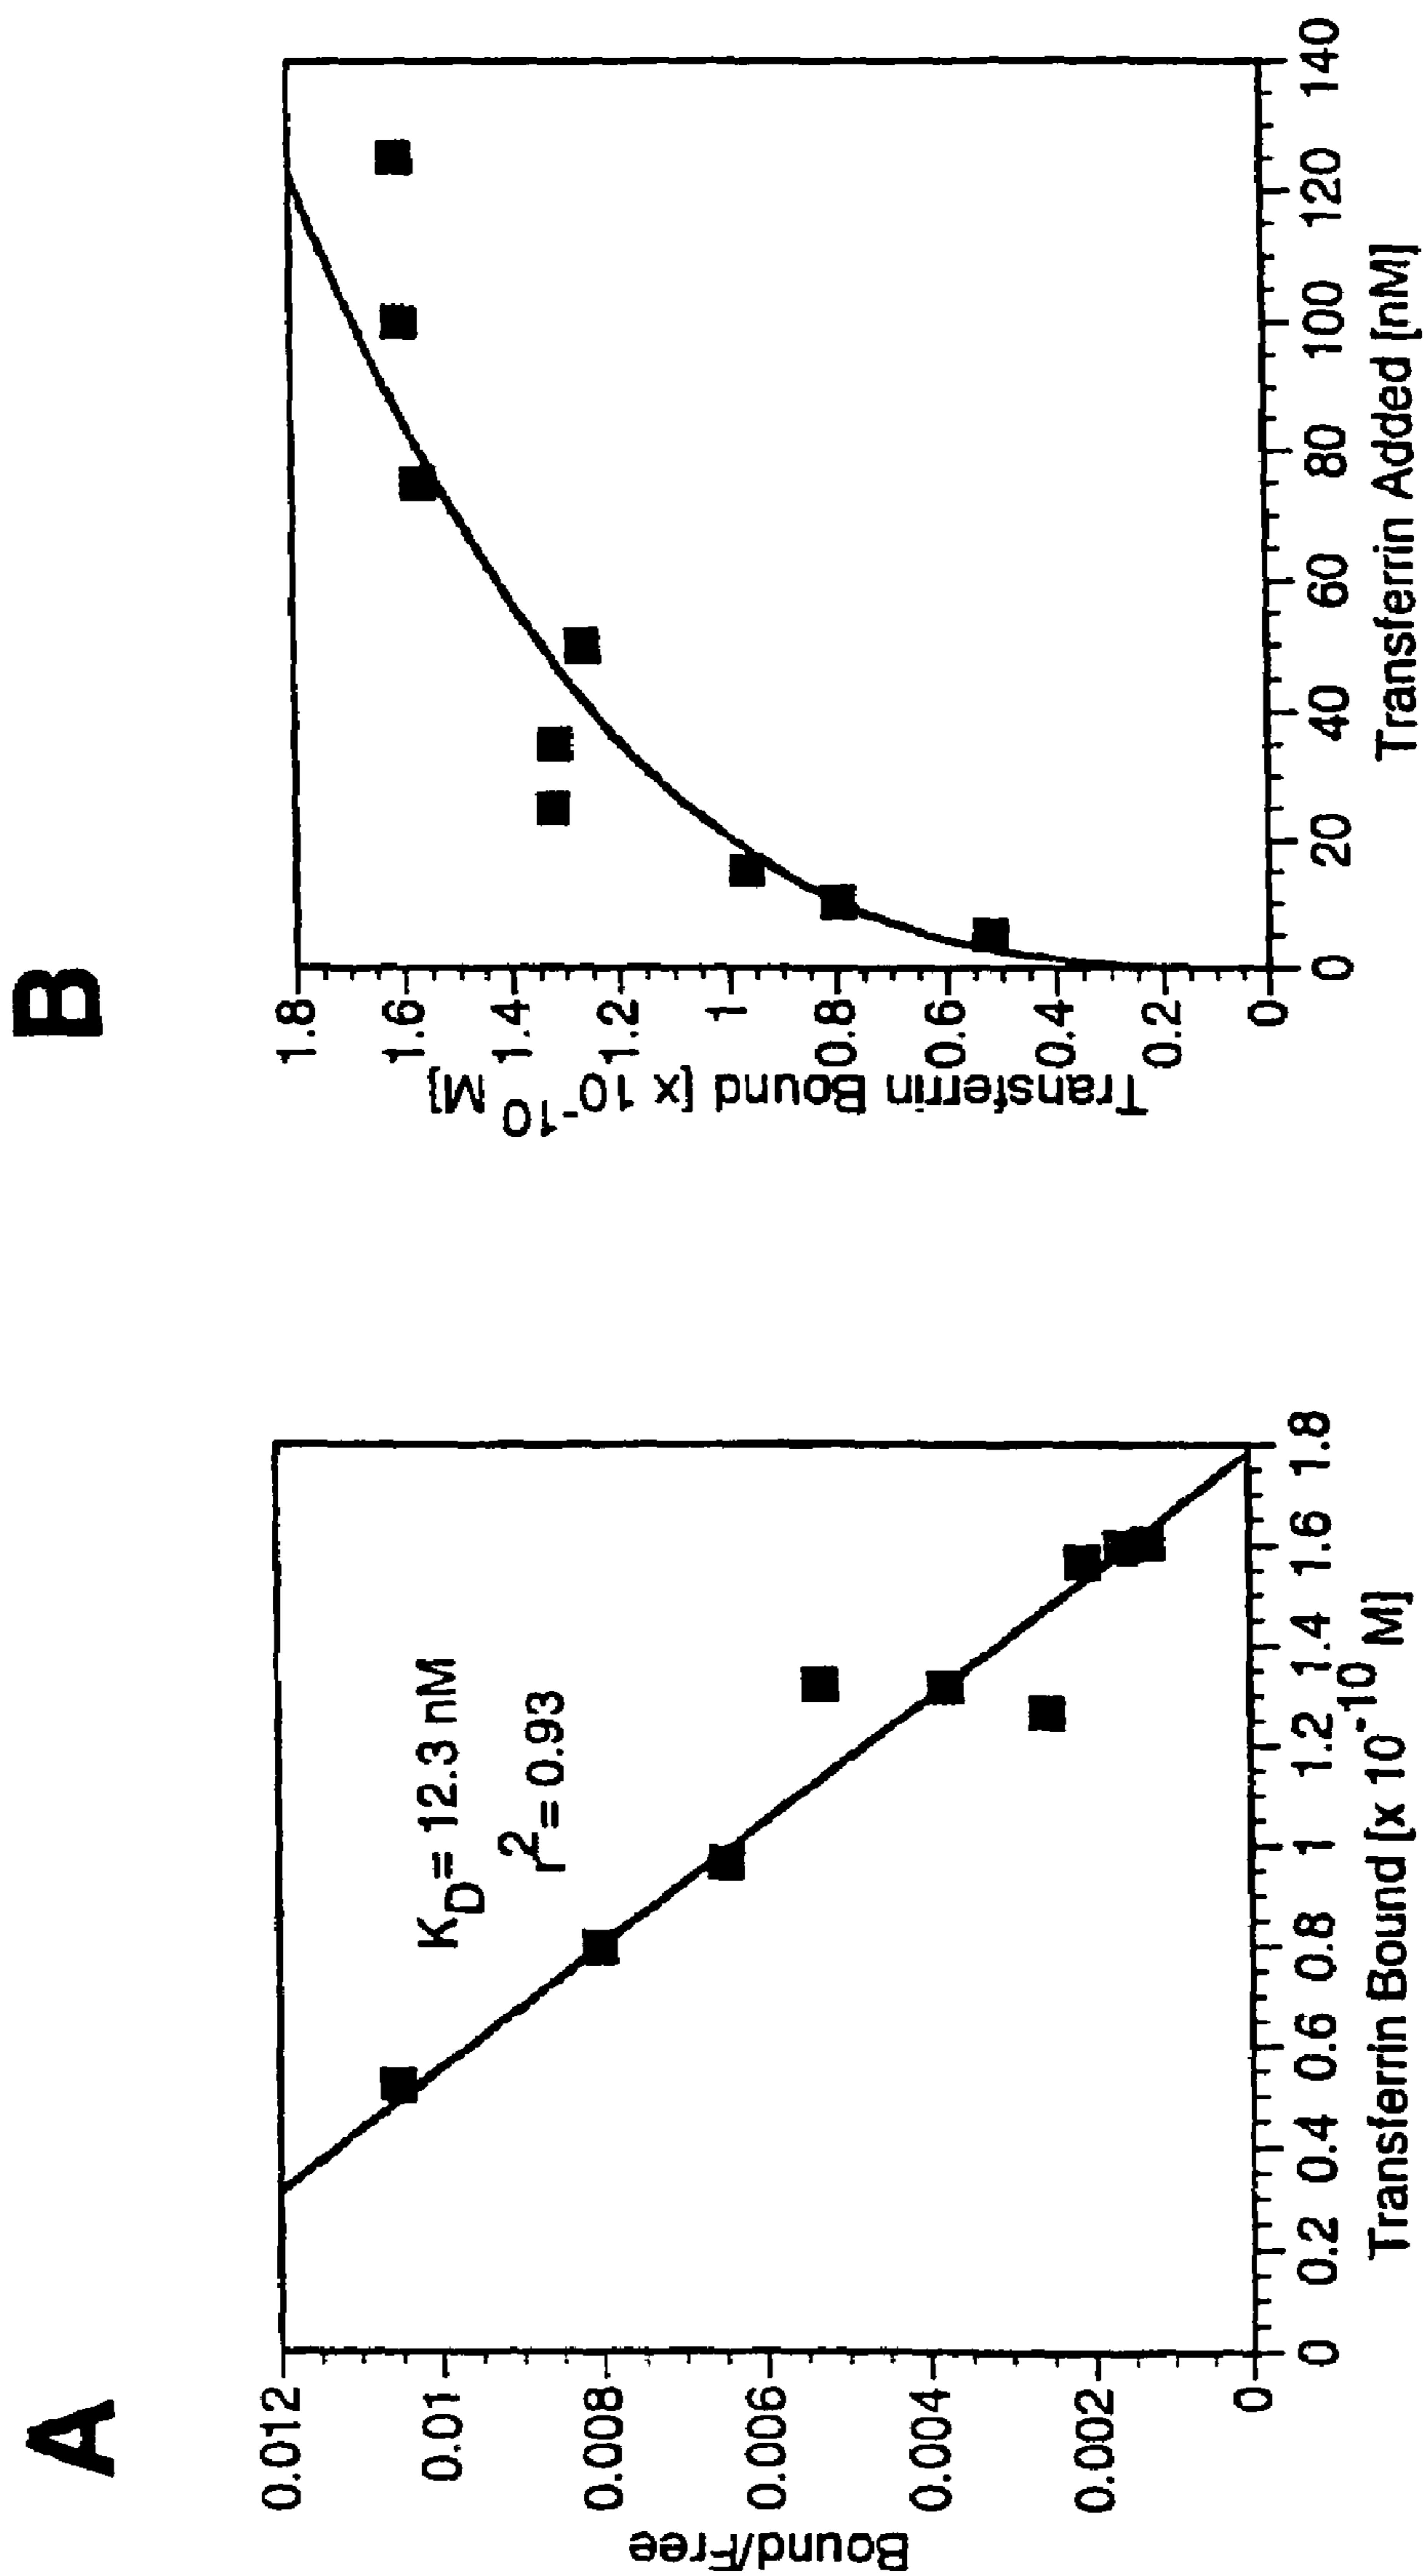 A
0.012
0.01
0.008
0.006
0.004
0.002
0
Bound/Free
K_D = 12.3 nM
r² = 0.93
0 0.2 0.4 0.6 0.8 1 1.2 1.4 1.6 1.8
Transferrin Bound [x 10⁻¹⁰ M]
B
1.8
1.6
1.4
1.2
1
0.8
0.6
0.4
0.2
0
Transferrin Bound [x 10⁻¹⁰ M]
0 20 40 60 80 100 120 140
Transferrin Added [nM]